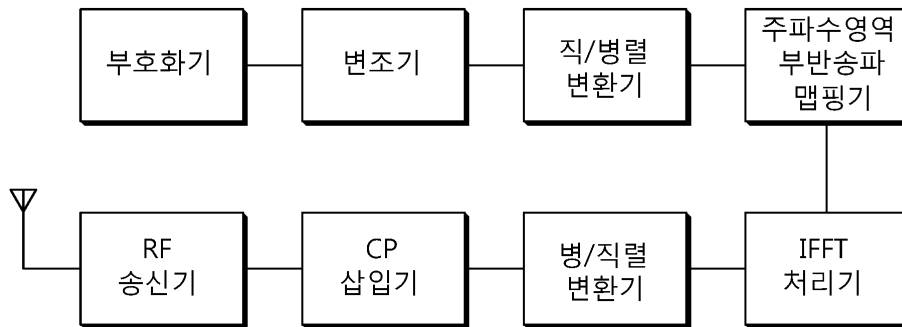 부호화기
변조기
직/병렬
변환기
주파수영역
부반송파
맵핑기
RF
송신기
CP
삽입기
병/직렬
변환기
IFFT
처리기